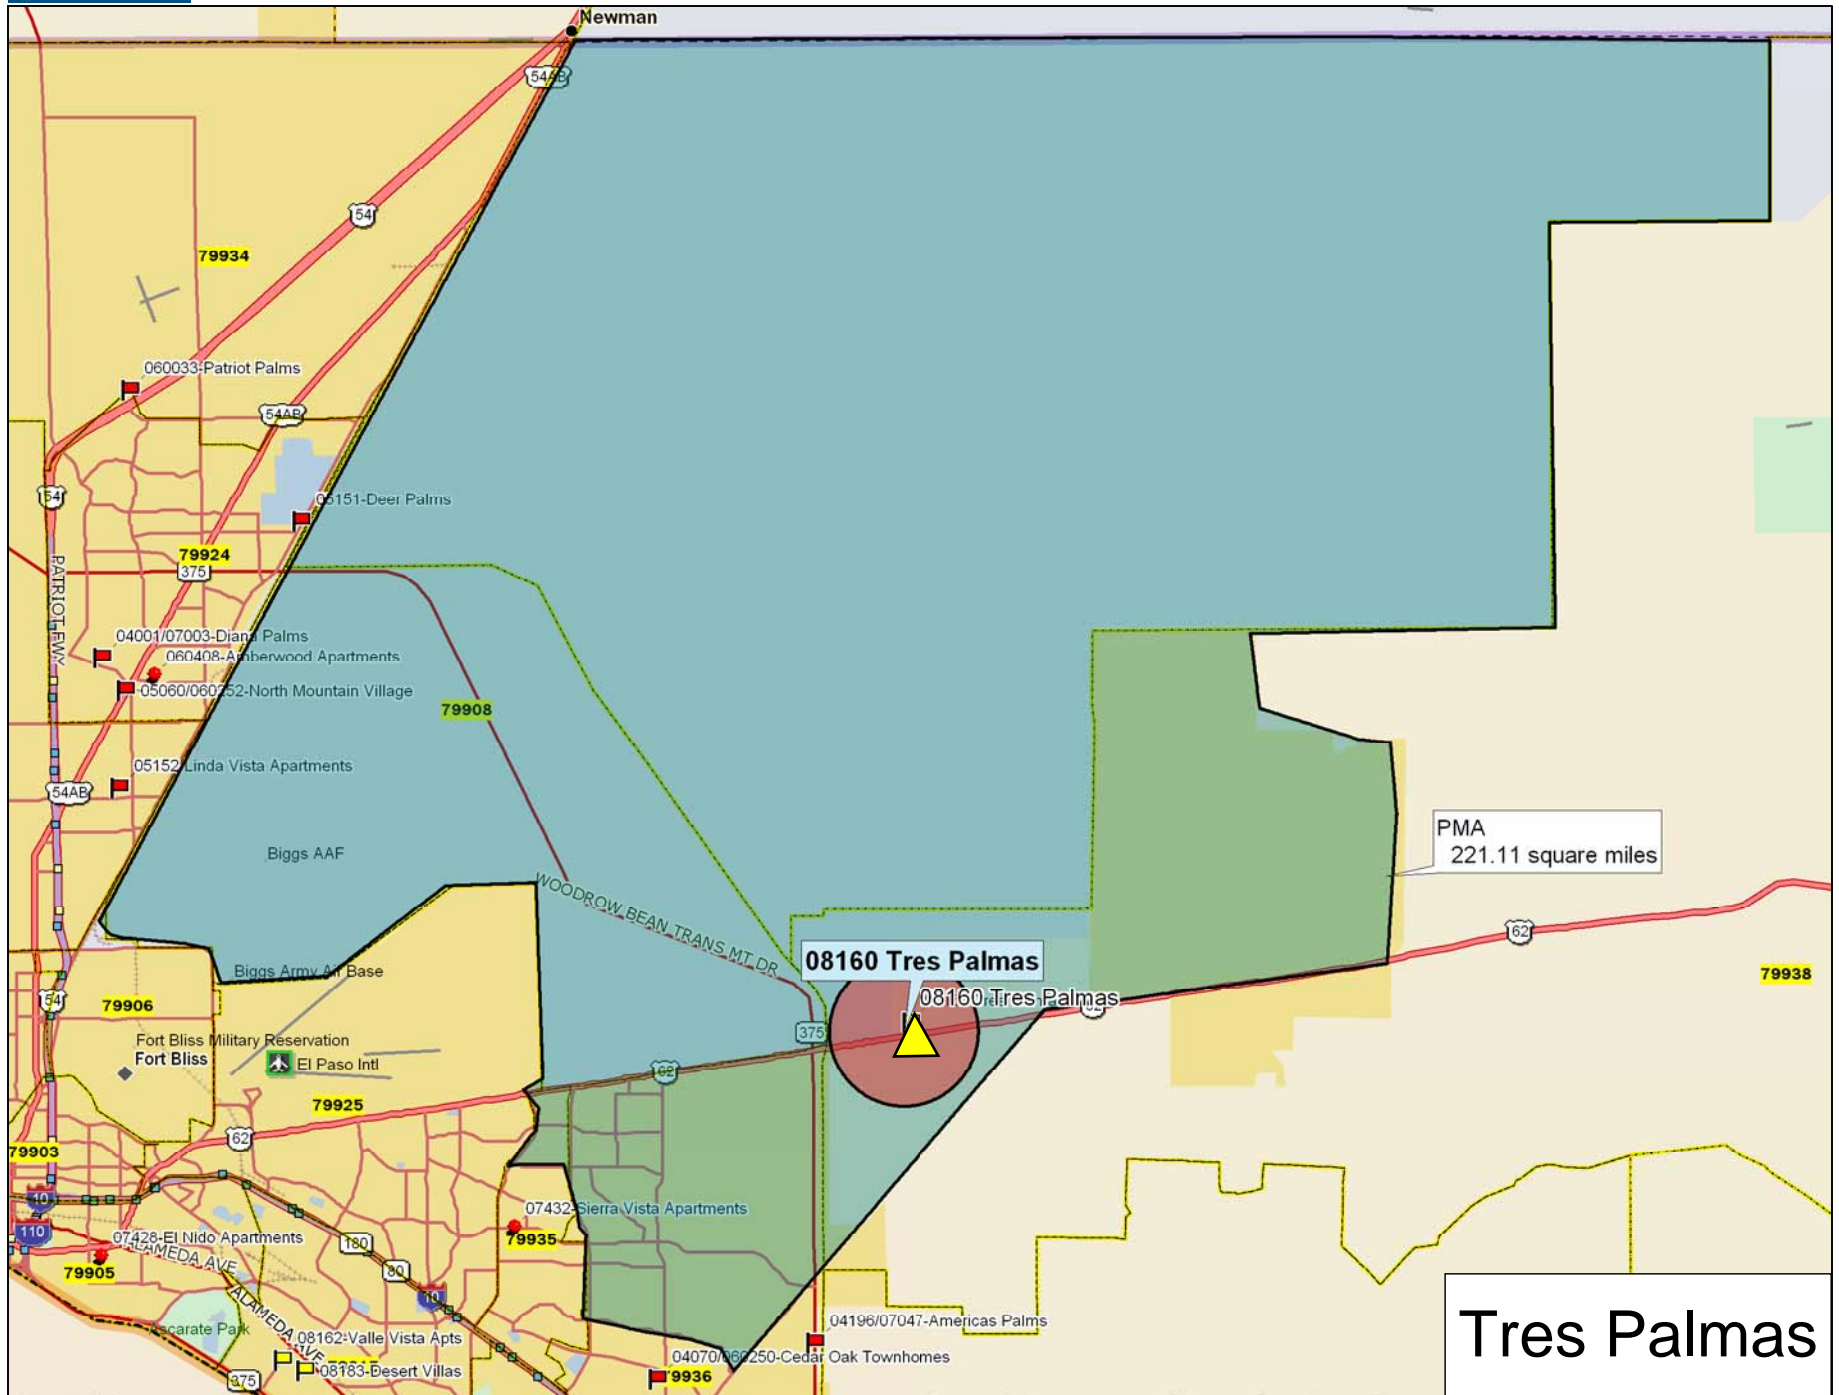 Newman
54AB
54
79934
060033-Patriot Palms
54AB
54
05151-Deer Palms
79924
375
PATRIOT FWY
04001/07003-Diana Palms
060408-Amberwood Apartments
05060/060252-North Mountain Village
79908
05152-Linda Vista Apartments
54AB
PMA
221.11 square miles
Biggs AAF
WOODROW BEAN TRANS MT DR
62
08160 Tres Palmas
79938
Biggs Army Air Base
08160 Tres Palmas
79906
54
62
375
Fort Bliss Military Reservation
Fort Bliss
El Paso Intl
62
79925
62
79903
10
07432-Sierra Vista Apartments
110
07428-El Nido Apartments
79935
ALAMEDA AVE
180
79905
80
10
ALAMEDA AVE
Ascarate Park
04196/07047-Americas Palms
08162-Valle Vista Apts
04070/060250-Cedar Oak Townhomes
08183-Desert Villas
79936
375
Tres Palmas